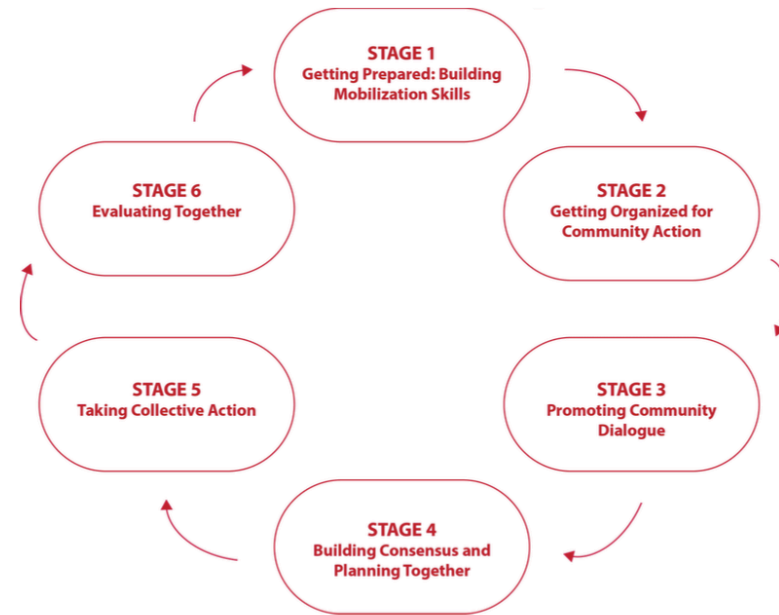 STAGE 1
Getting Prepared: Building
Mobilization Skills
STAGE 2
Getting Organized for
Community Action
STAGE 3
Promoting Community
Dialogue
STAGE 4
Building Consensus and
Planning Together
STAGE 5
Taking Collective Action
STAGE 6
Evaluating Together